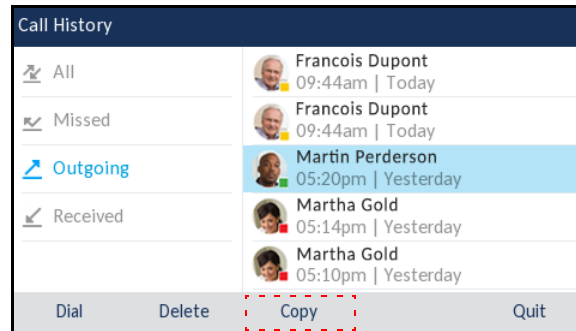 Call History
All
Missed
Outgoing
Received
Francois Dupont
09:44am | Today
Francois Dupont
09:44am | Today
Martin Perderson
05:20pm | Yesterday
Martha Gold
05:14pm | Yesterday
Martha Gold
05:10pm | Yesterday
Dial Delete Copy Quit